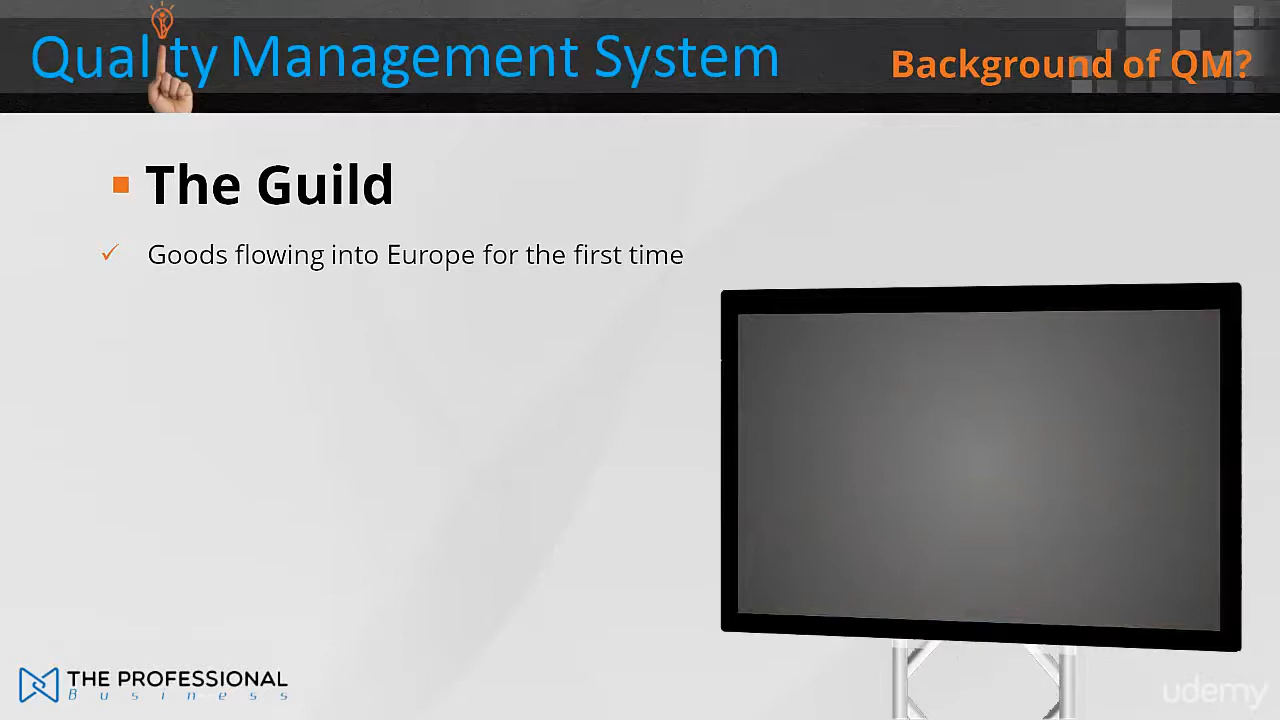 Quality Management System
Background of QM?
The Guild
Goods flowing into Europe for the first time
THE PROFESSIONAL
Business
udemy